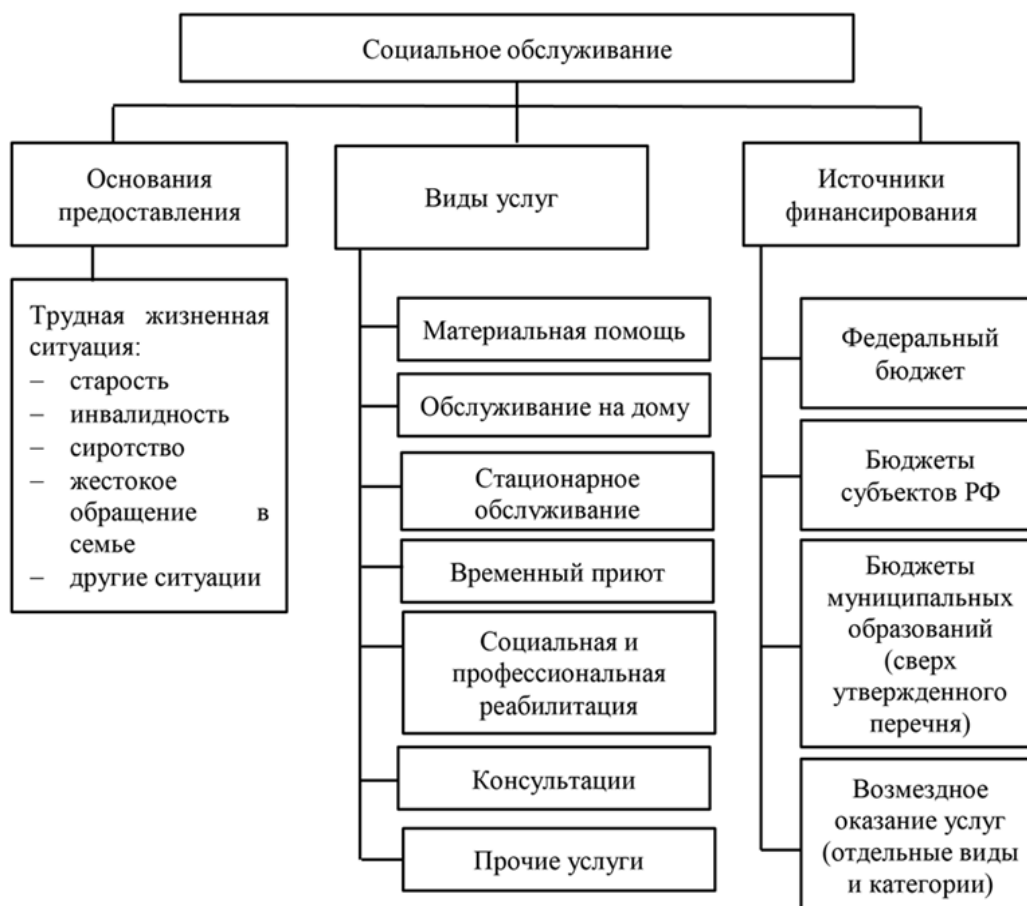 Социальное обслуживание
Основания
предоставления
Трудная жизненная
ситуация:
– старость
– инвалидность
– сиротство
– жестокое
обращение в
семье
– другие ситуации
Виды услуг
Материальная помощь
Обслуживание на дому
Стационарное
обслуживание
Временный приют
Социальная и
профессиональная
реабилитация
Консультации
Прочие услуги
Источники
финансирования
Федеральный
бюджет
Бюджеты
субъектов РФ
Бюджеты
муниципальных
образований
(сверх
утвержденного
перечня)
Возмездное
оказание услуг
(отдельные виды
и категории)